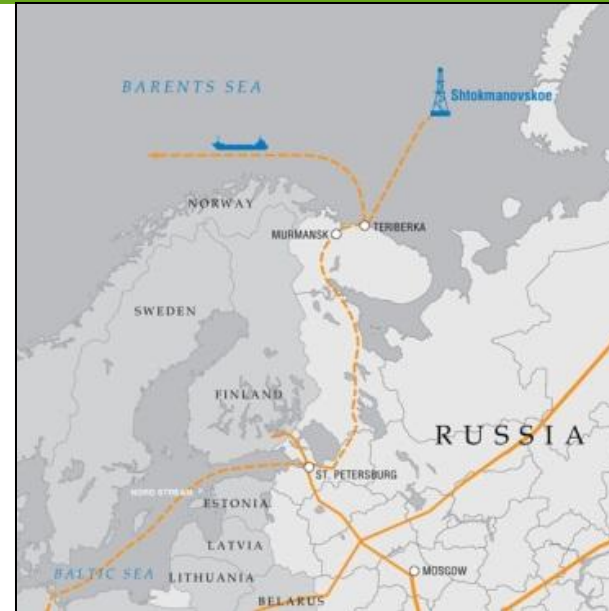 BARENTS SEA
Shtokmanovskoe
NORWAY
MURMANSK
TERIBERKA
SWEDEN
FINLAND
RUSSIA
ST. PETERSBURG
NORD STREAM
ESTONIA
LATVIA
BALTIC SEA
LITHUANIA
MOSCOW
BELARUS